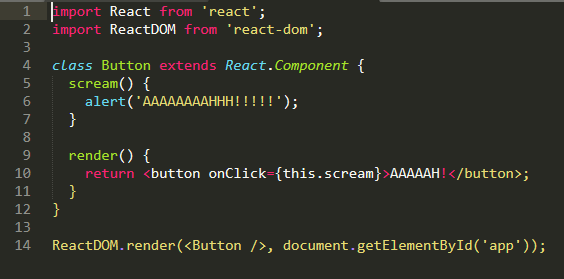 1 import React from 'react';
2 import ReactDOM from 'react-dom';
3
4 class Button extends React.Component {
5   scream() {
6     alert('AAAAAAAAHHH!!!!!');
7   }
8
9   render() {
10     return <button onClick={this.scream}>AAAAAH!</button>;
11   }
12 }
13
14 ReactDOM.render(<Button />, document.getElementById('app'));